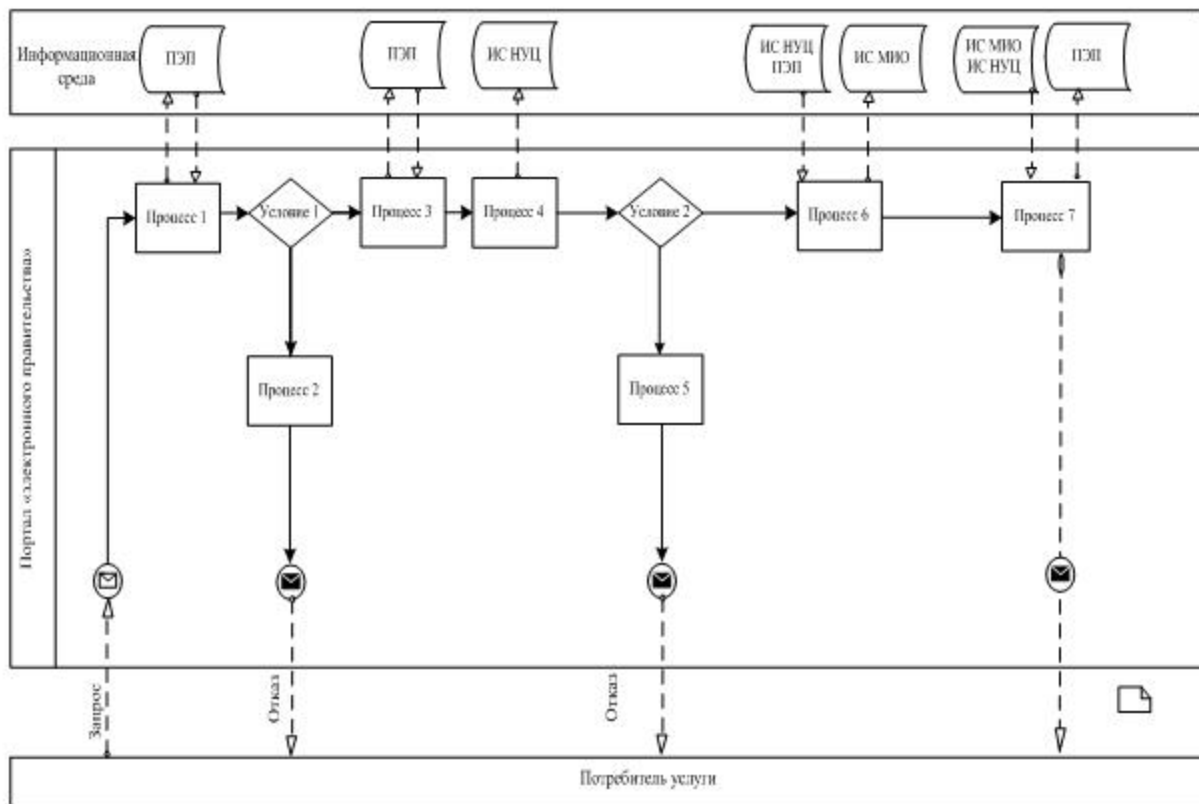 Информационная
среда
ПЭП
ПЭП
ИС НУЦ
ИС НУЦ
ПЭП
ИС МИО
ИС МИО
ИС НУЦ
ПЭП
Портал «электронного правительства»
Процесс 1
Условие 1
Процесс 3
Процесс 4
Условие 2
Процесс 6
Процесс 7
Процесс 2
Процесс 5
Запрос
Отказ
Отказ
Потребитель услуги